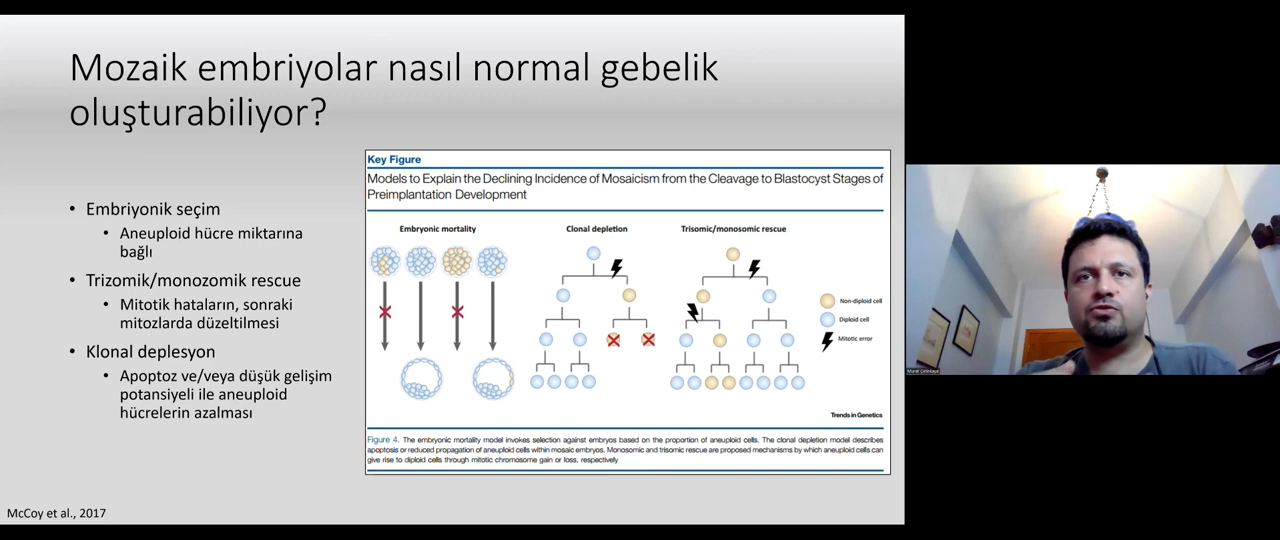 Mozaik embriyolar nasıl normal gebelik
oluşturabiliyor?
• Embriyonik seçim
• Aneuploid hücre miktarına
bağlı
• Trizomik/monozomik rescue
• Mitotik hataların, sonraki
mitozlarda düzeltilmesi
• Klonal deplesyon
• Apoptoz ve/veya düşük gelişim
potansiyeli ile aneuploid
hücrelerin azalması
McCoy et al., 2017
Key Figure
Models to Explain the Declining Incidence of Mosaicism from the Cleavage to Blastocyst Stages of
Preimplantation Development
Embryonic mortality
Clonal depletion
Trisomic/monosomic rescue
Non-diploid cell
Diploid cell
Mitotic error
Trends in Genetics
Figure 4. The embryonic mortality model invokes selection against embryos based on the proportion of aneuploid cells. The clonal depletion model describes
apoptosis or reduced propagation of aneuploid cells within mosaic embryos. Monosomic and trisomic rescue are proposed mechanisms by which aneuploid cells can
give rise to diploid cells through mitotic chromosome gain or loss, respectively